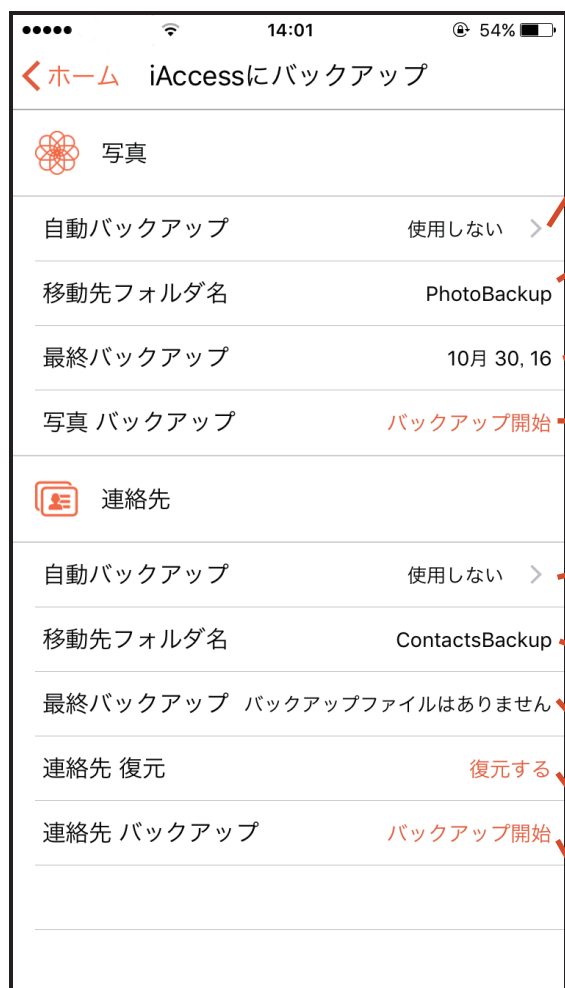 14:01 54%
ホーム iAccessにバックアップ
写真
自動バックアップ 使用しない
移動先フォルダ名 PhotoBackup
最終バックアップ 10月 30, 16
写真 バックアップ バックアップ開始
連絡先
自動バックアップ 使用しない
移動先フォルダ名 ContactsBackup
最終バックアップ バックアップファイルはありません
連絡先 復元 復元する
連絡先 バックアップ バックアップ開始